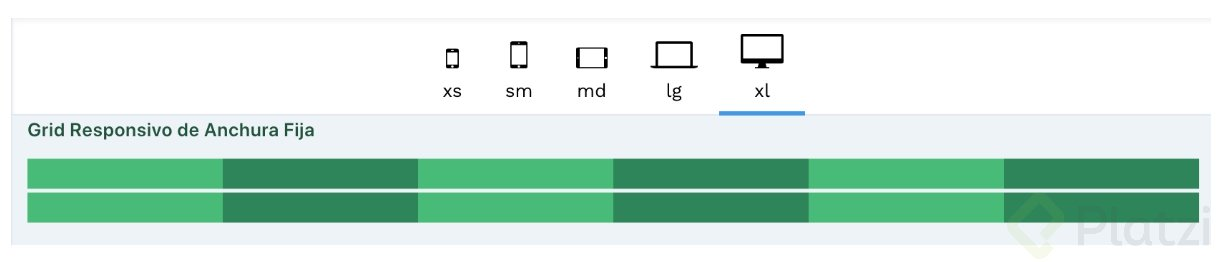 xs sm md lg xl
Grid Responsivo de Anchura Fija
Platzi